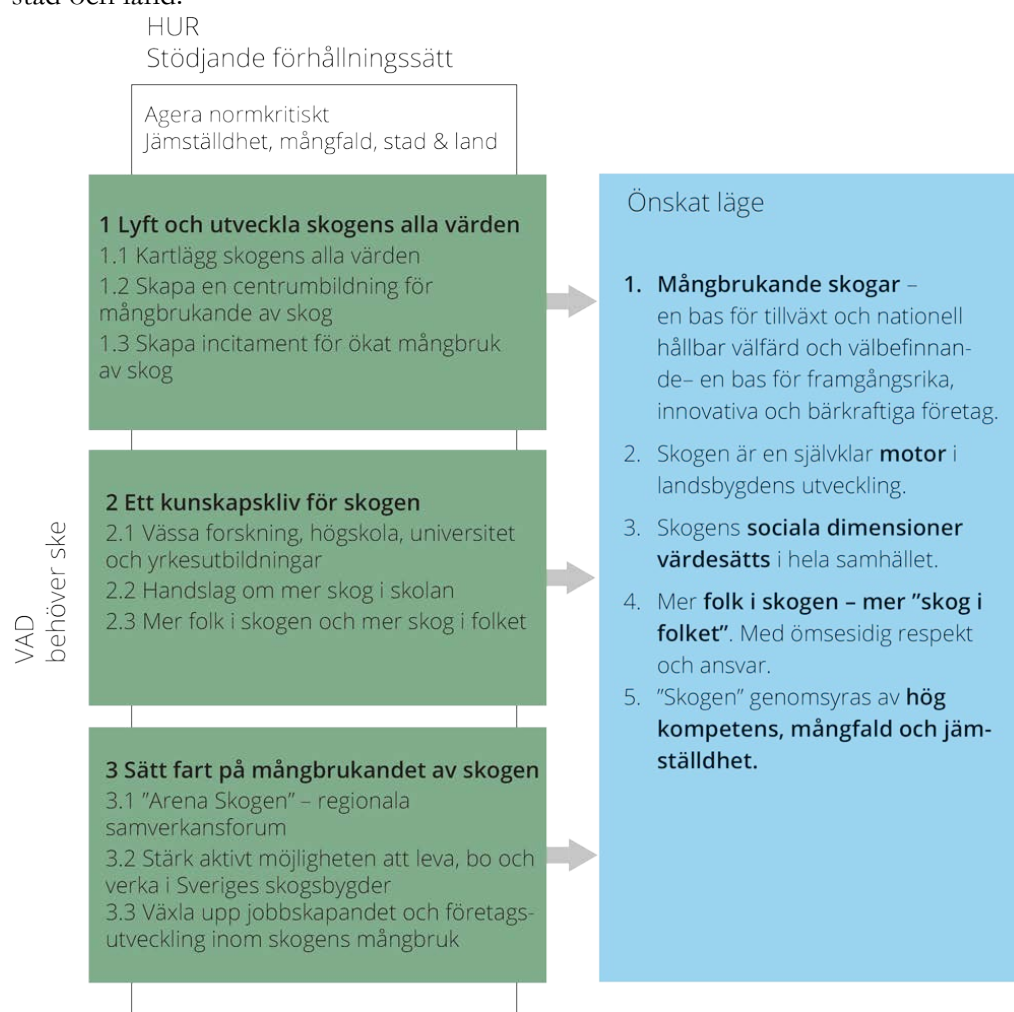 stad och land.
HUR
Stödjande förhållningssätt
Agera normkritiskt
Jämställdhet, mångfald, stad & land
VAD
behöver ske
1 Lyft och utveckla skogens alla värden
1.1 Kartlägg skogens alla värden
1.2 Skapa en centrumbildning för
mångbrukande av skog
1.3 Skapa incitament för ökat mångbruk
av skog
2 Ett kunskapskliv för skogen
2.1 Vässa forskning, högskola, universitet
och yrkesutbildningar
2.2 Handslag om mer skog i skolan
2.3 Mer folk i skogen och mer skog i folket
3 Sätt fart på mångbrukandet av skogen
3.1 ”Arena Skogen” – regionala
samverkansforum
3.2 Stärk aktivt möjligheten att leva, bo och
verka i Sveriges skogsbygder
3.3 Växla upp jobbskapandet och företags-
utveckling inom skogens mångbruk
Önskat läge
1. Mångbrukande skogar –
en bas för tillväxt och nationell
hållbar välfärd och välbefinnan-
de– en bas för framgångsrika,
innovativa och bärkraftiga företag.
2. Skogen är en självklar motor i
landsbygdens utveckling.
3. Skogens sociala dimensioner
värdesätts i hela samhället.
4. Mer folk i skogen – mer ”skog i
folket”. Med ömsesidig respekt
och ansvar.
5. ”Skogen” genomsyras av hög
kompetens, mångfald och jäm-
ställdhet.